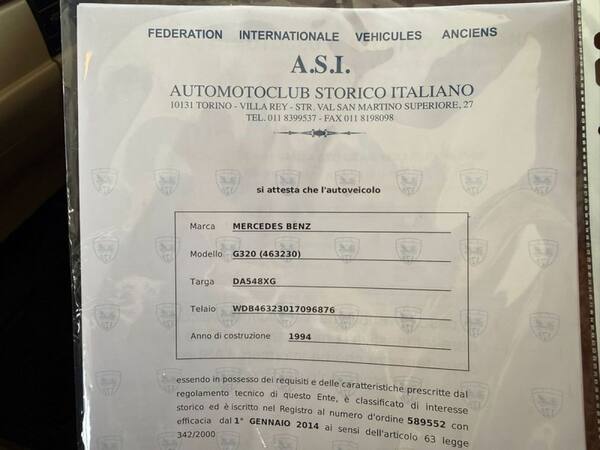 FEDERATION INTERNATIONALE VEHICULES ANCIENS
A.S.I.
AUTOMOTOCLUB STORICO ITALIANO
10131 TORINO - VILLA REY - STR. VAL SAN MARTINO SUPERIORE, 27
TEL. 011 8399537 - FAX 011 8198098
si attesta che l'autoveicolo
Marca MERCEDES BENZ
Modello G320 (463230)
Targa DA548XG
Telaio WDB46323017096876
Anno di costruzione 1994
essendo in possesso dei requisiti e delle caratteristiche prescritte dal
regolamento tecnico di questo Ente, è classificato di interesse
storico ed è iscritto nel Registro al numero d'ordine 589552 con
efficacia dal 1° GENNAIO 2014 ai sensi dell'articolo 63 legge
342/2000